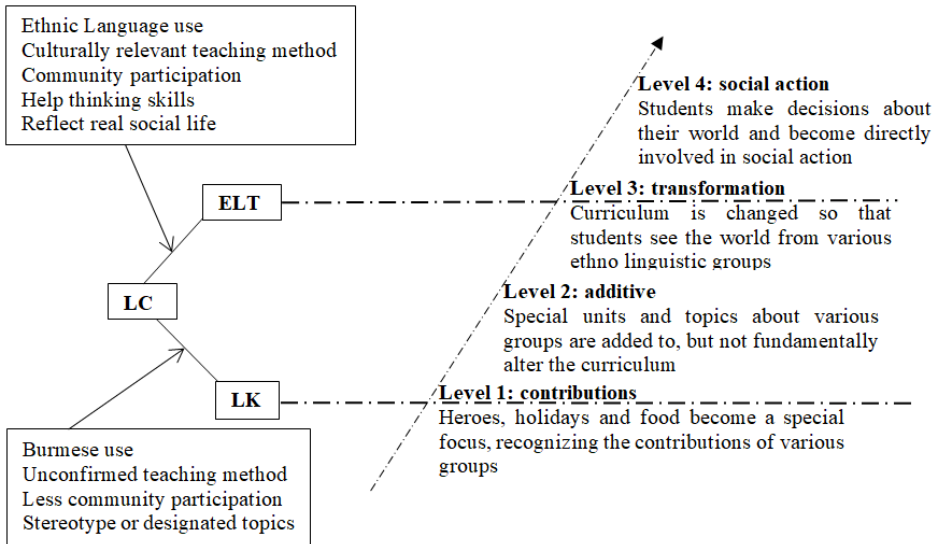 Ethnic Language use
Culturally relevant teaching method
Community participation
Help thinking skills
Reflect real social life
ELT
LC
LK
Burmese use
Unconfirmed teaching method
Less community participation
Stereotype or designated topics
Level 4: social action
Students make decisions about
their world and become directly
involved in social action
Level 3: transformation
Curriculum is changed so that
students see the world from various
ethno linguistic groups
Level 2: additive
Special units and topics about various
groups are added to, but not fundamentally
alter the curriculum
Level 1: contributions
Heroes, holidays and food become a special
focus, recognizing the contributions of various
groups